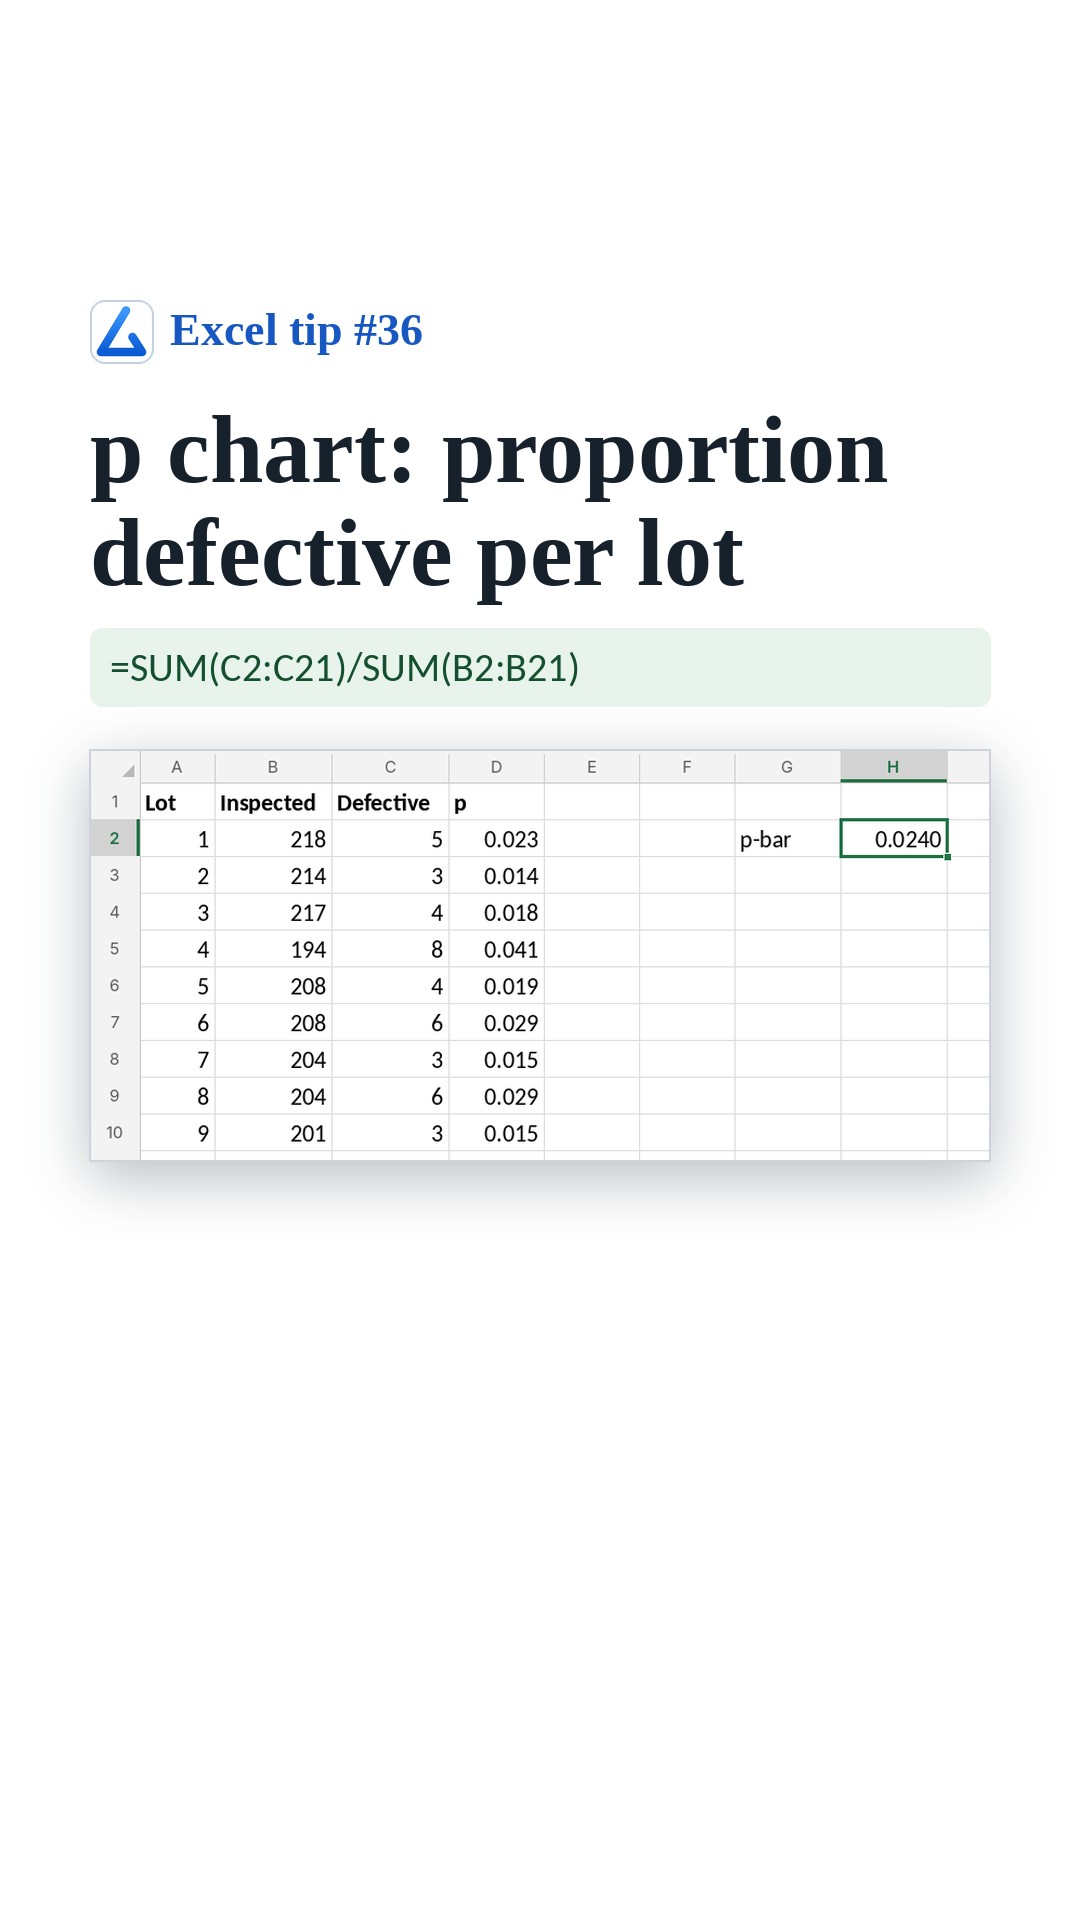 Excel tip #36
p chart: proportion
defective per lot
=SUM(C2:C21)/SUM(B2:B21)
A B C D E F G H
1 Lot Inspected Defective p
2 1 218 5 0.023 p-bar 0.0240
3 2 214 3 0.014
4 3 217 4 0.018
5 4 194 8 0.041
6 5 208 4 0.019
7 6 208 6 0.029
8 7 204 3 0.015
9 8 204 6 0.029
10 9 201 3 0.015